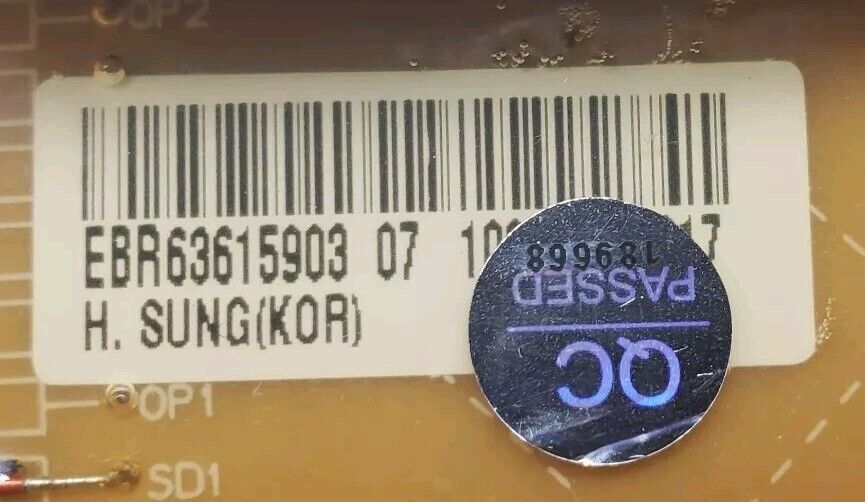 OP2
EBR63615903 07
H. SUNG(KOR)
QC
PASSED
189668
OP1
SD1